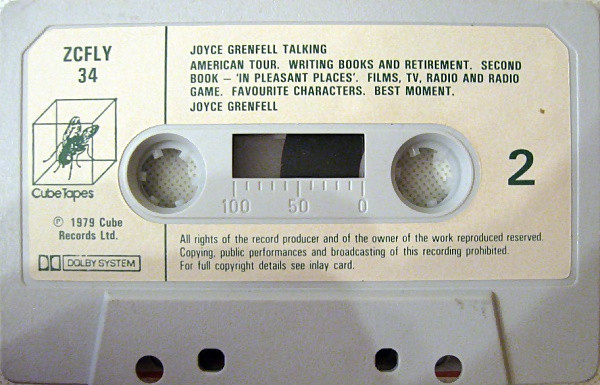 ZCFLY
34
JOYCE GRENFELL TALKING
AMERICAN TOUR. WRITING BOOKS AND RETIREMENT. SECOND
BOOK – 'IN PLEASANT PLACES'. FILMS, TV, RADIO AND RADIO
GAME. FAVOURITE CHARACTERS. BEST MOMENT.
JOYCE GRENFELL
Cube Tapes
2
100 50 0
℗ 1979 Cube
Records Ltd.
DOLBY SYSTEM
All rights of the record producer and of the owner of the work reproduced reserved.
Copying, public performances and broadcasting of this recording prohibited.
For full copyright details see inlay card.